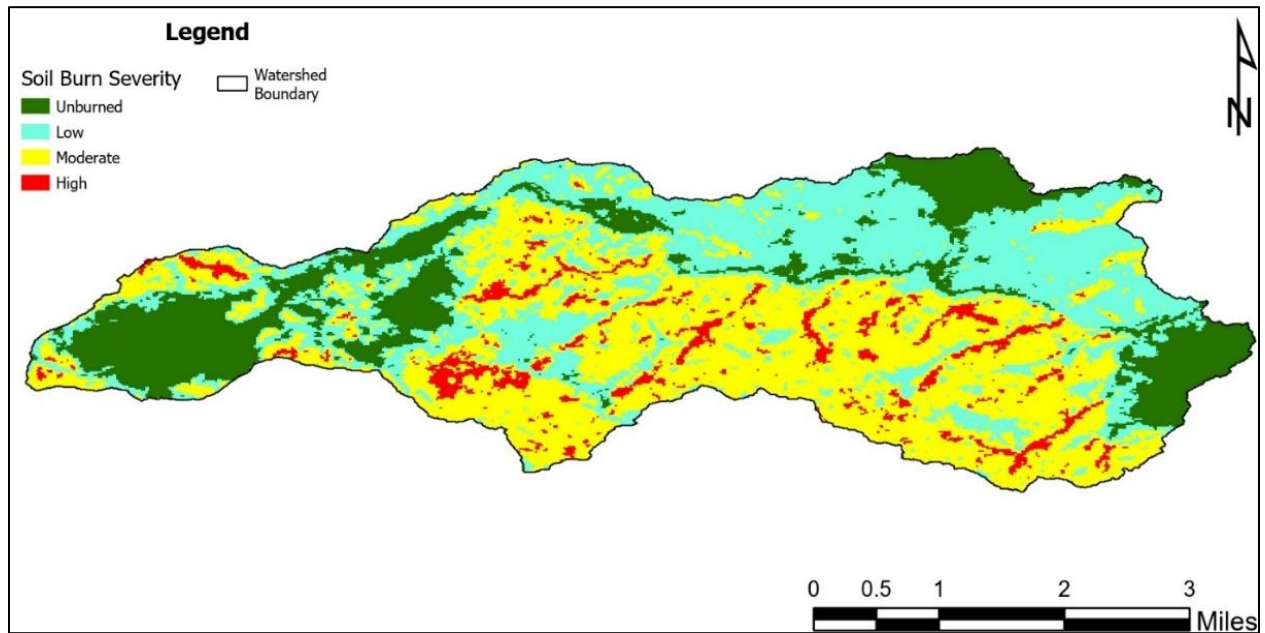 Legend
Soil Burn Severity
Unburned
Low
Moderate
High
Watershed
Boundary
N
0 0.5 1 2 3
Miles